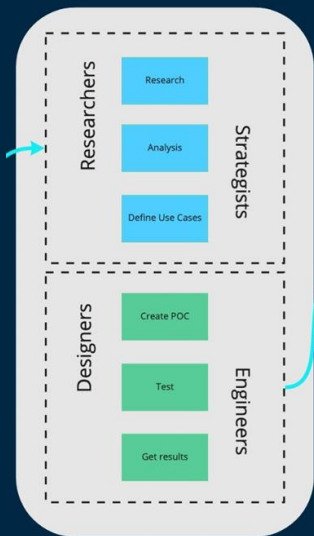 Researchers
Research
Analysis
Define Use Cases
Strategists
Designers
Create POC
Test
Get results
Engineers